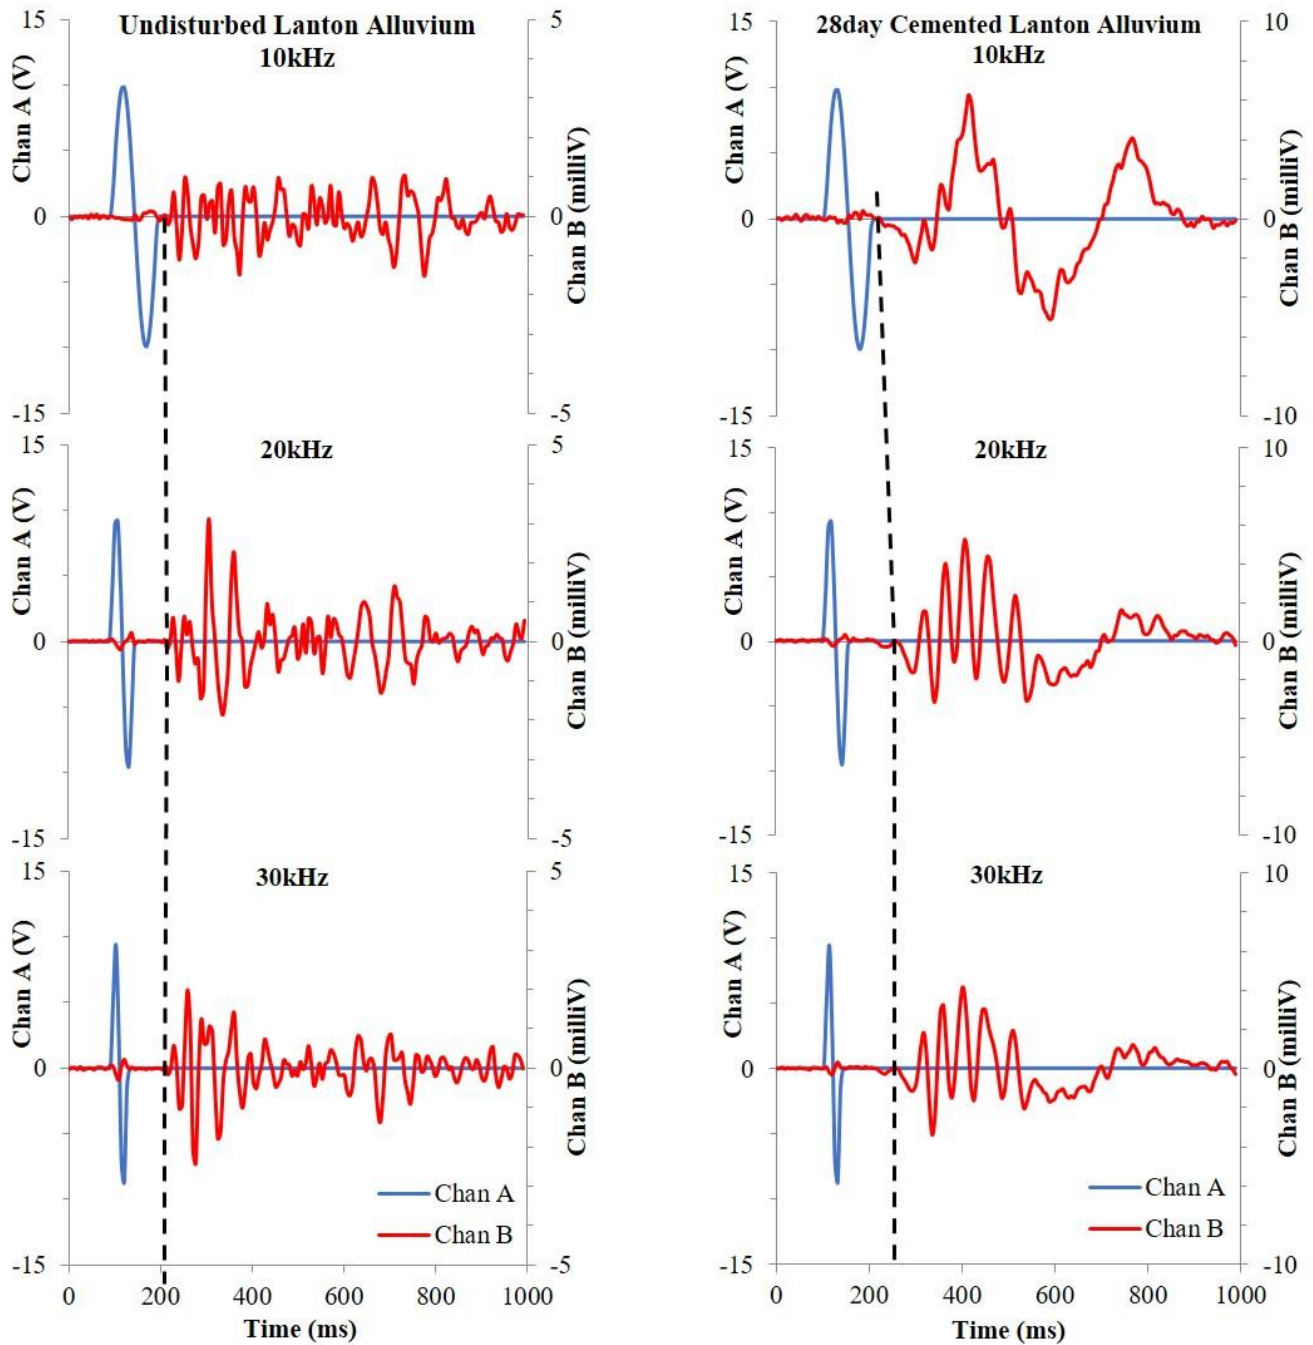 Undisturbed Lanton Alluvium
10kHz
15
0
-15
Chan A (V)
5
0
-5
Chan B (milliV)
28day Cemented Lanton Alluvium
10kHz
15
0
-15
Chan A (V)
10
0
-10
Chan B (milliV)
20kHz
15
0
-15
Chan A (V)
5
0
-5
Chan B (milliV)
20kHz
15
0
-15
Chan A (V)
10
0
-10
Chan B (milliV)
30kHz
15
0
-15
Chan A (V)
5
0
-5
Chan B (milliV)
Chan A
Chan B
0 200 400 600 800 1000
Time (ms)
30kHz
15
0
-15
Chan A (V)
10
0
-10
Chan B (milliV)
Chan A
Chan B
0 200 400 600 800 1000
Time (ms)